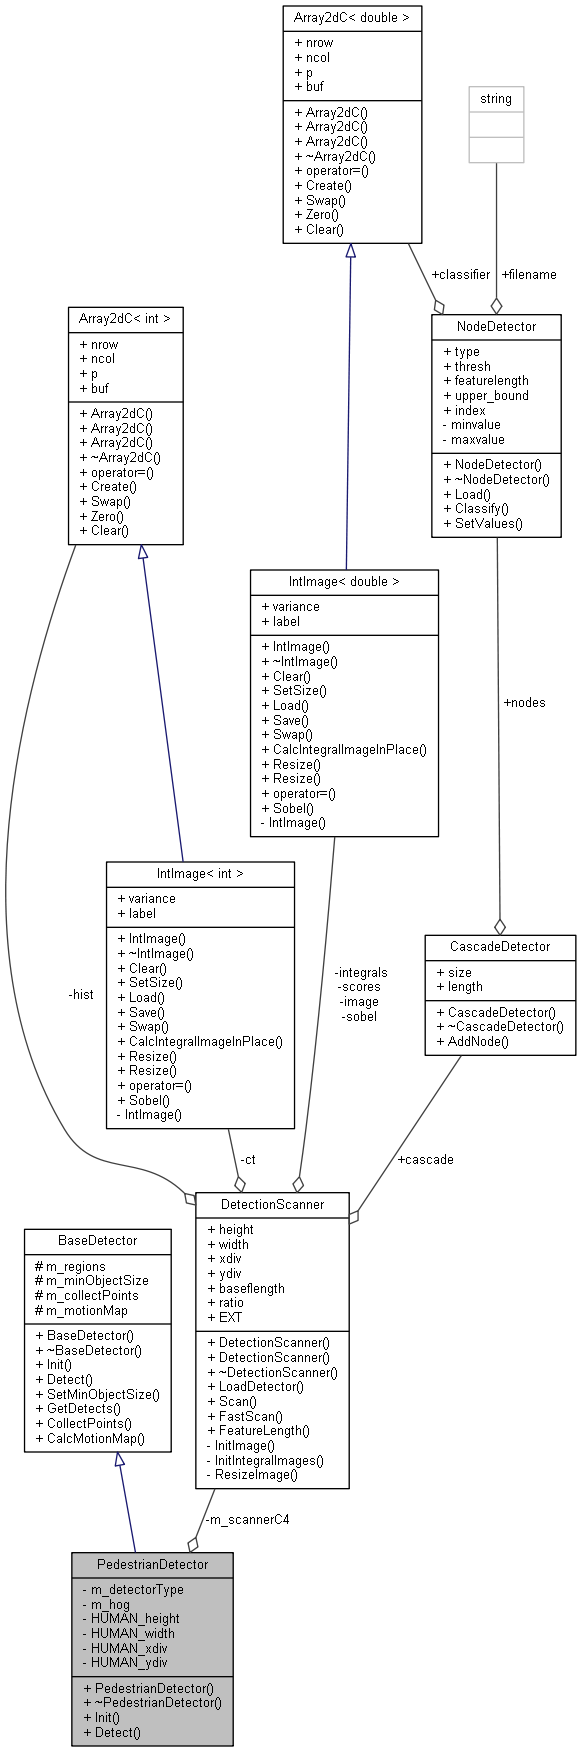 Array2dC< double >
+ nrow
+ ncol
+ p
+ buf
+ Array2dC()
+ Array2dC()
+ Array2dC()
+ ~Array2dC()
+ operator=()
+ Create()
+ Swap()
+ Zero()
+ Clear()
string
+classifier
+filename
Array2dC< int >
+ nrow
+ ncol
+ p
+ buf
+ Array2dC()
+ Array2dC()
+ Array2dC()
+ ~Array2dC()
+ operator=()
+ Create()
+ Swap()
+ Zero()
+ Clear()
NodeDetector
+ type
+ thresh
+ featurelength
+ upper_bound
+ index
- minvalue
- maxvalue
+ NodeDetector()
+ ~NodeDetector()
+ Load()
+ Classify()
+ SetValues()
IntImage< double >
+ variance
+ label
+ IntImage()
+ ~IntImage()
+ Clear()
+ SetSize()
+ Load()
+ Save()
+ Swap()
+ CalcIntegralImageInPlace()
+ Resize()
+ Resize()
+ operator=()
+ Sobel()
- IntImage()
+nodes
IntImage< int >
+ variance
+ label
+ IntImage()
+ ~IntImage()
+ Clear()
+ SetSize()
+ Load()
+ Save()
+ Swap()
+ CalcIntegralImageInPlace()
+ Resize()
+ Resize()
+ operator=()
+ Sobel()
- IntImage()
CascadeDetector
+ size
+ length
+ CascadeDetector()
+ ~CascadeDetector()
+ AddNode()
-hist
-integrals
-scores
-image
-sobel
-ct
+cascade
DetectionScanner
+ height
+ width
+ xdiv
+ ydiv
+ baseflength
+ ratio
+ EXT
+ DetectionScanner()
+ DetectionScanner()
+ ~DetectionScanner()
+ LoadDetector()
+ Scan()
+ FastScan()
+ FeatureLength()
- InitImage()
- InitIntegralImages()
- ResizeImage()
BaseDetector
# m_regions
# m_minObjectSize
# m_collectPoints
# m_motionMap
+ BaseDetector()
+ ~BaseDetector()
+ Init()
+ Detect()
+ SetMinObjectSize()
+ GetDetects()
+ CollectPoints()
+ CalcMotionMap()
-m_scannerC4
PedestrianDetector
- m_detectorType
- m_hog
- HUMAN_height
- HUMAN_width
- HUMAN_xdiv
- HUMAN_ydiv
+ PedestrianDetector()
+ ~PedestrianDetector()
+ Init()
+ Detect()